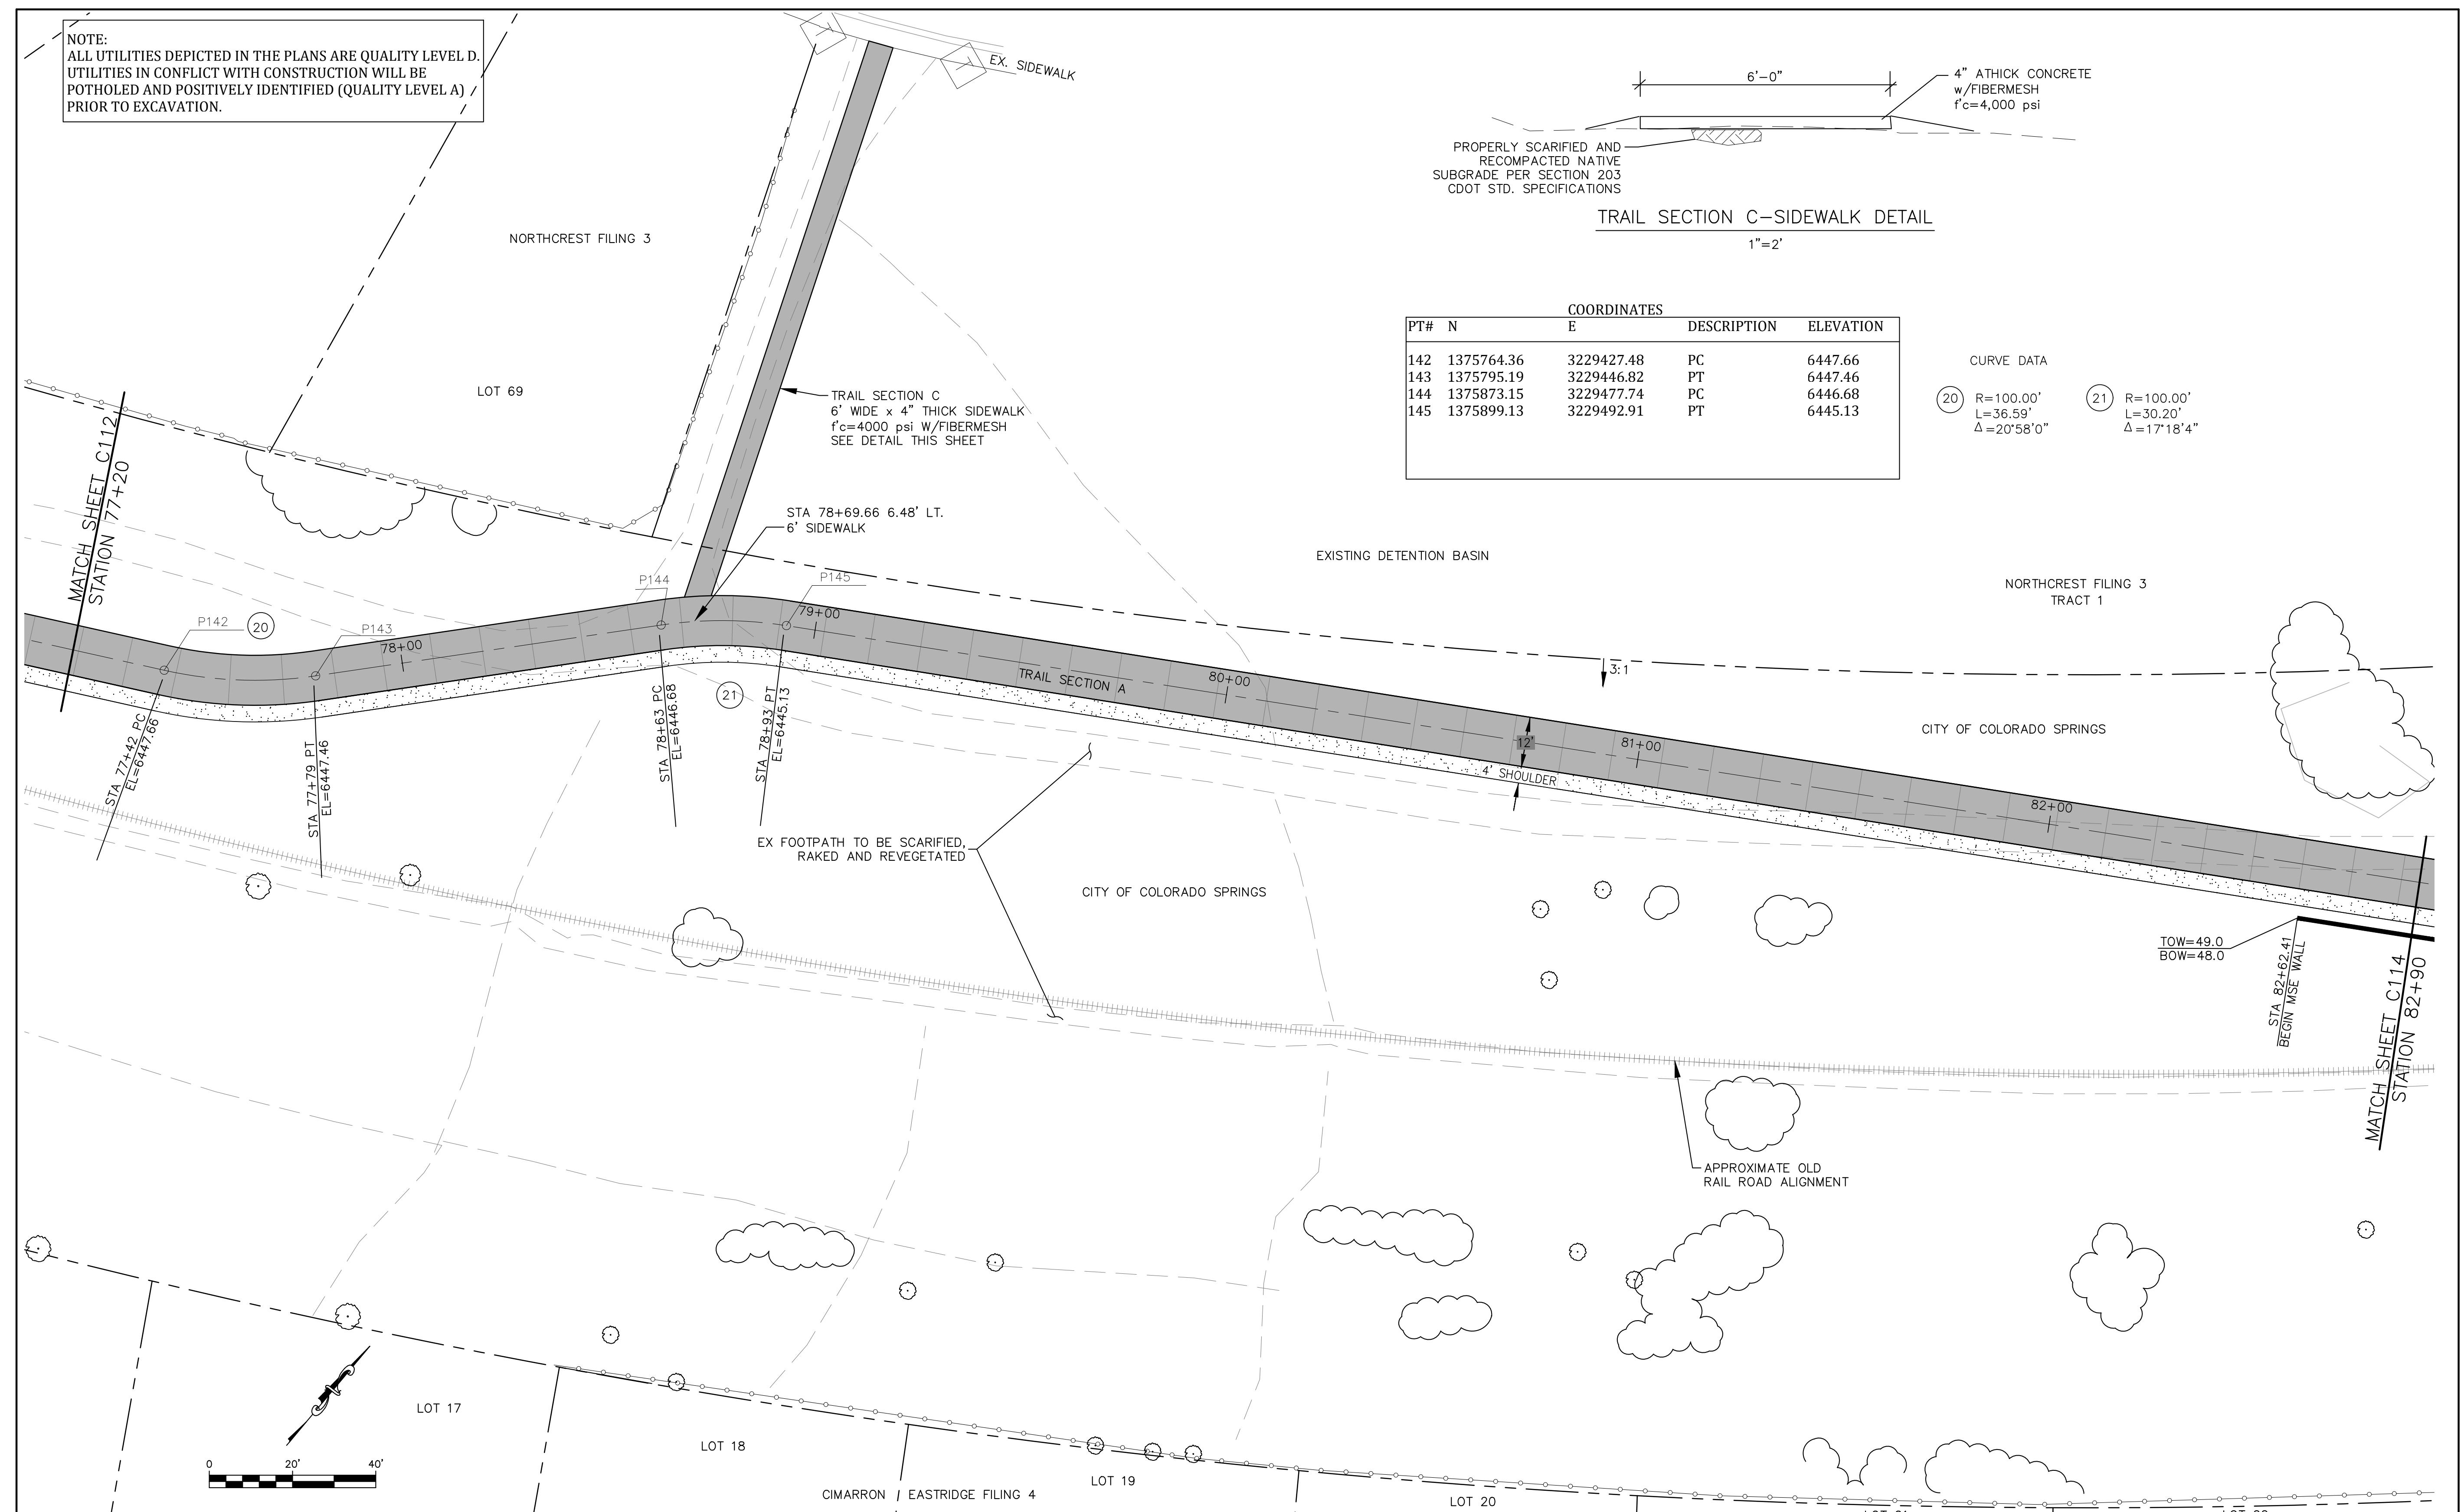 NOTE:
ALL UTILITIES DEPICTED IN THE PLANS ARE QUALITY LEVEL D.
UTILITIES IN CONFLICT WITH CONSTRUCTION WILL BE
POTHOLED AND POSITIVELY IDENTIFIED (QUALITY LEVEL A)
PRIOR TO EXCAVATION.
EX. SIDEWALK
6'-0"
4" ATHICK CONCRETE
w/FIBERMESH
f'c=4,000 psi
PROPERLY SCARIFIED AND
RECOMPACTED NATIVE
SUBGRADE PER SECTION 203
CDOT STD. SPECIFICATIONS
TRAIL SECTION C-SIDEWALK DETAIL
1"=2'
NORTHCREST FILING 3
LOT 69
COORDINATES
PT# N E DESCRIPTION ELEVATION
142 1375764.36 3229427.48 PC 6447.66
143 1375795.19 3229446.82 PT 6447.46
144 1375873.15 3229477.74 PC 6446.68
145 1375899.13 3229492.91 PT 6445.13
CURVE DATA
20 R=100.00'
L=36.59'
Δ=20°58'0"
21 R=100.00'
L=30.20'
Δ=17°18'4"
TRAIL SECTION C
6' WIDE x 4" THICK SIDEWALK
f'c=4000 psi W/FIBERMESH
SEE DETAIL THIS SHEET
MATCH SHEET C112
STATION 77+20
STA 78+69.66 6.48' LT.
6' SIDEWALK
EXISTING DETENTION BASIN
NORTHCREST FILING 3
TRACT 1
P142
20
P143
P144
P145
78+00
79+00
80+00
81+00
82+00
TRAIL SECTION A
21
3:1
12'
4' SHOULDER
CITY OF COLORADO SPRINGS
STA 77+42 PC
EL=6447.66
STA 77+79 PT
EL=6447.46
STA 78+63 PC
EL=6446.68
STA 78+93 PT
EL=6445.13
EX FOOTPATH TO BE SCARIFIED,
RAKED AND REVEGETATED
CITY OF COLORADO SPRINGS
TOW=49.0
BOW=48.0
STA 82+62.41
BEGIN MSE WALL
MATCH SHEET C114
STATION 82+90
APPROXIMATE OLD
RAIL ROAD ALIGNMENT
0 20' 40'
LOT 17
LOT 18
LOT 19
LOT 20
CIMARRON EASTRIDGE FILING 4